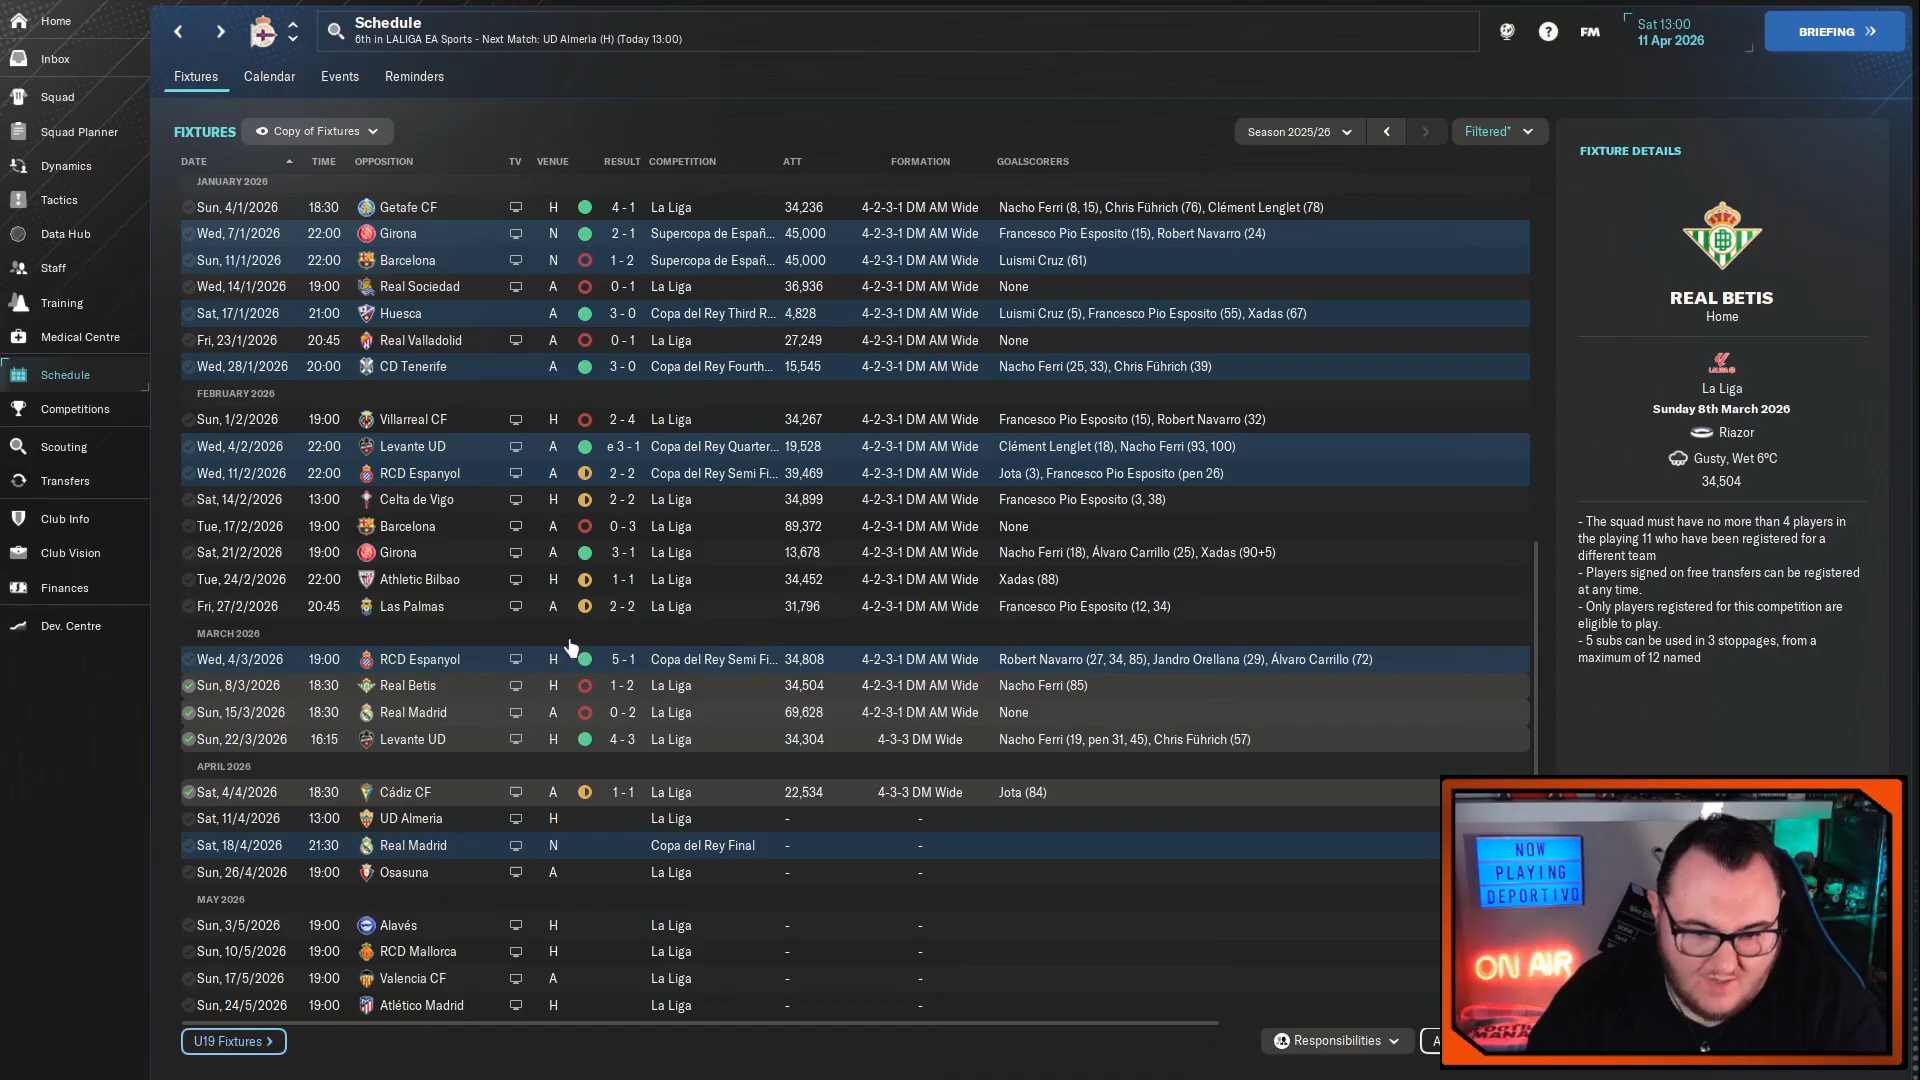 Home
Inbox
Squad
Squad Planner
Dynamics
Tactics
Data Hub
Staff
Training
Medical Centre
Schedule
Competitions
Scouting
Transfers
Club Info
Club Vision
Finances
Dev. Centre
Schedule
6th in LALIGA EA Sports - Next Match: UD Almería (H) (Today 13:00)
FM
Sat 13:00
11 Apr 2026
BRIEFING
Fixtures Calendar Events Reminders
FIXTURES Copy of Fixtures Season 2025/26 Filtered*
DATE TIME OPPOSITION TV VENUE RESULT COMPETITION ATT FORMATION GOALSCORERS
JANUARY 2026
Sun, 4/1/2026 18:30 Getafe CF H 4 - 1 La Liga 34,236 4-2-3-1 DM AM Wide Nacho Ferri (8, 15), Chris Führich (76), Clément Lenglet (78)
Wed, 7/1/2026 22:00 Girona N 2 - 1 Supercopa de Españ... 45,000 4-2-3-1 DM AM Wide Francesco Pio Esposito (15), Robert Navarro (24)
Sun, 11/1/2026 22:00 Barcelona N 1 - 2 Supercopa de Españ... 45,000 4-2-3-1 DM AM Wide Luismi Cruz (61)
Wed, 14/1/2026 19:00 Real Sociedad A 0 - 1 La Liga 36,936 4-2-3-1 DM AM Wide None
Sat, 17/1/2026 21:00 Huesca A 3 - 0 Copa del Rey Third R... 4,828 4-2-3-1 DM AM Wide Luismi Cruz (5), Francesco Pio Esposito (55), Xadas (67)
Fri, 23/1/2026 20:45 Real Valladolid A 0 - 1 La Liga 27,249 4-2-3-1 DM AM Wide None
Wed, 28/1/2026 20:00 CD Tenerife A 3 - 0 Copa del Rey Fourth... 15,545 4-2-3-1 DM AM Wide Nacho Ferri (25, 33), Chris Führich (39)
FEBRUARY 2026
Sun, 1/2/2026 19:00 Villarreal CF H 2 - 4 La Liga 34,267 4-2-3-1 DM AM Wide Francesco Pio Esposito (15), Robert Navarro (32)
Wed, 4/2/2026 22:00 Levante UD A e 3 - 1 Copa del Rey Quarter... 19,528 4-2-3-1 DM AM Wide Clément Lenglet (18), Nacho Ferri (93, 100)
Wed, 11/2/2026 22:00 RCD Espanyol A 2 - 2 Copa del Rey Semi Fi... 39,469 4-2-3-1 DM AM Wide Jota (3), Francesco Pio Esposito (pen 26)
Sat, 14/2/2026 13:00 Celta de Vigo H 2 - 2 La Liga 34,899 4-2-3-1 DM AM Wide Francesco Pio Esposito (3, 38)
Tue, 17/2/2026 19:00 Barcelona A 0 - 3 La Liga 89,372 4-2-3-1 DM AM Wide None
Sat, 21/2/2026 19:00 Girona A 3 - 1 La Liga 13,678 4-2-3-1 DM AM Wide Nacho Ferri (18), Álvaro Carrillo (25), Xadas (90+5)
Tue, 24/2/2026 22:00 Athletic Bilbao H 1 - 1 La Liga 34,452 4-2-3-1 DM AM Wide Xadas (88)
Fri, 27/2/2026 20:45 Las Palmas A 2 - 2 La Liga 31,796 4-2-3-1 DM AM Wide Francesco Pio Esposito (12, 34)
MARCH 2026
Wed, 4/3/2026 19:00 RCD Espanyol H 5 - 1 Copa del Rey Semi Fi... 34,808 4-2-3-1 DM AM Wide Robert Navarro (27, 34, 85), Jandro Orellana (29), Álvaro Carrillo (72)
Sun, 8/3/2026 18:30 Real Betis H 1 - 2 La Liga 34,504 4-2-3-1 DM AM Wide Nacho Ferri (85)
Sun, 15/3/2026 18:30 Real Madrid A 0 - 2 La Liga 69,628 4-2-3-1 DM AM Wide None
Sun, 22/3/2026 16:15 Levante UD H 4 - 3 La Liga 34,304 4-3-3 DM Wide Nacho Ferri (19, pen 31, 45), Chris Führich (57)
APRIL 2026
Sat, 4/4/2026 18:30 Cádiz CF A 1 - 1 La Liga 22,534 4-3-3 DM Wide Jota (84)
Sat, 11/4/2026 13:00 UD Almería H La Liga - -
Sat, 18/4/2026 21:30 Real Madrid N Copa del Rey Final - -
Sun, 26/4/2026 19:00 Osasuna A La Liga - -
MAY 2026
Sun, 3/5/2026 19:00 Alavés H La Liga - -
Sun, 10/5/2026 19:00 RCD Mallorca H La Liga - -
Sun, 17/5/2026 19:00 Valencia CF A La Liga - -
Sun, 24/5/2026 19:00 Atlético Madrid H La Liga - -
U19 Fixtures
Responsibilities
FIXTURE DETAILS
REAL BETIS
Home
La Liga
Sunday 8th March 2026
Riazor
Gusty, Wet 6ºC
34,504
- The squad must have no more than 4 players in
the playing 11 who have been registered for a
different team
- Players signed on free transfers can be registered
at any time.
- Only players registered for this competition are
eligible to play.
- 5 subs can be used in 3 stoppages, from a
maximum of 12 named
NOW
PLAYING
DEPORTIVO
ON AIR